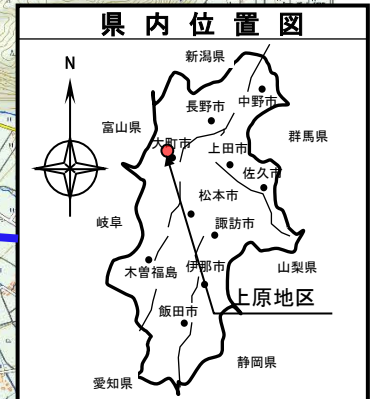 県内位置図
新潟県
N
長野市
中野市
富山県
大町市
上田市
群馬県
佐久市
松本市
岐阜
諏訪市
木曽福島
伊那市
山梨県
上原地区
飯田市
静岡県
愛知県